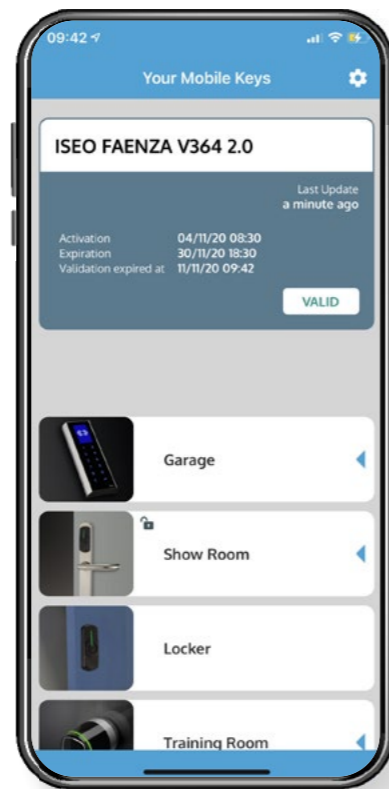 09:42
Your Mobile Keys
ISEO FAENZA V364 2.0
Last Update
a minute ago
Activation 04/11/20 08:30
Expiration 30/11/20 18:30
Validation expired at 11/11/20 09:42
VALID
Garage
Show Room
Locker
Training Room